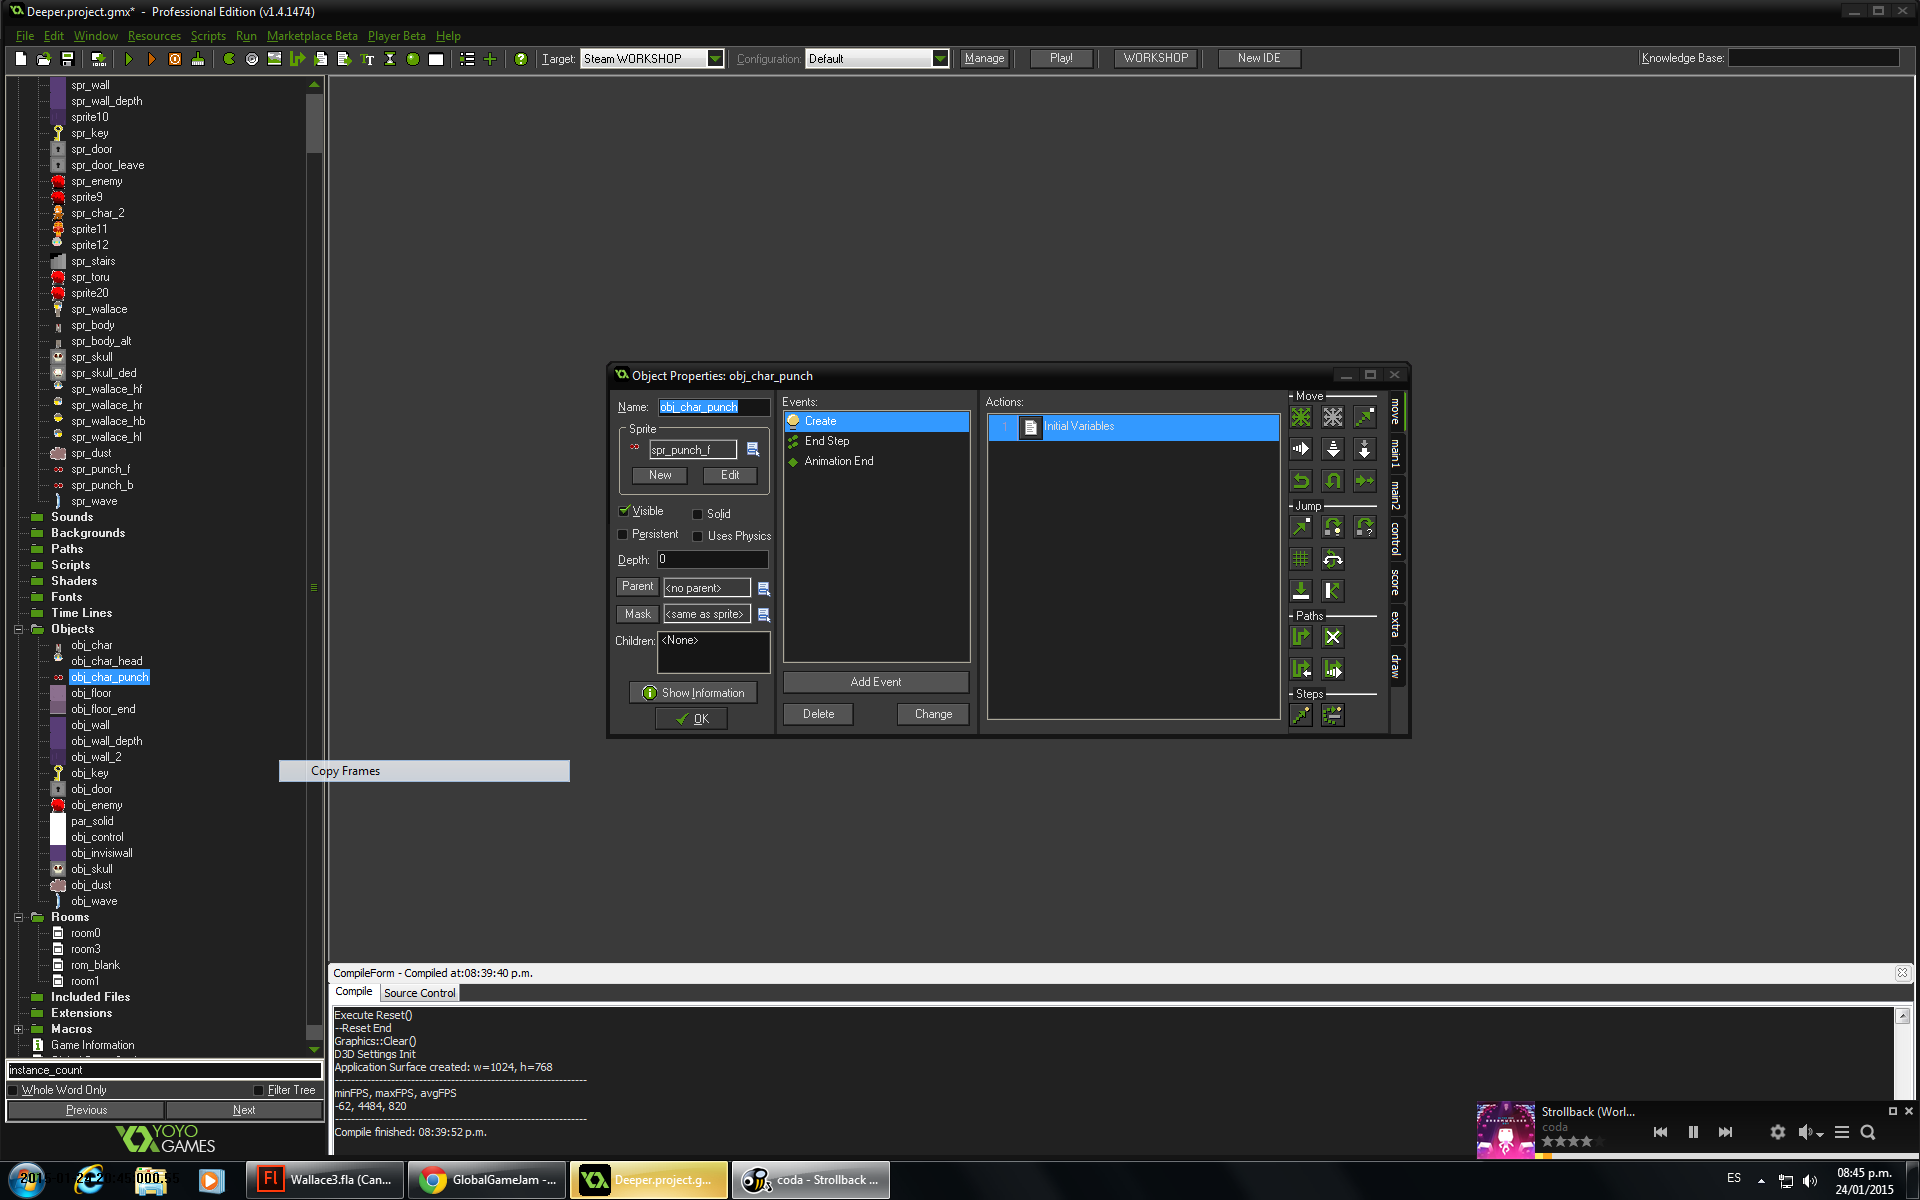 Deeper.project.gmx* - Professional Edition (v1.4.1474)
File Edit Window Resources Scripts Run Marketplace Beta Player Beta Help
Target: Steam WORKSHOP Configuration: Default Manage Play! WORKSHOP New IDE Knowledge Base:
spr_wall
spr_wall_depth
sprite10
spr_key
spr_door
spr_door_leave
spr_enemy
sprite9
spr_char_2
sprite11
sprite12
spr_stairs
spr_toru
sprite20
spr_wallace
spr_body
spr_body_alt
spr_skull
spr_skull_ded
spr_wallace_hf
spr_wallace_hr
spr_wallace_hb
spr_wallace_hl
spr_dust
spr_punch_f
spr_punch_b
spr_wave
Sounds
Backgrounds
Paths
Scripts
Shaders
Fonts
Time Lines
Objects
obj_char
obj_char_head
obj_char_punch
obj_floor
obj_floor_end
obj_wall
obj_wall_depth
obj_wall_2
obj_key
obj_door
obj_enemy
par_solid
obj_control
obj_invisiwall
obj_skull
obj_dust
obj_wave
Rooms
room0
room3
rom_blank
room1
Included Files
Extensions
Macros
Game Information
instance_count
Whole Word Only Filter Tree
Previous Next
YOYO
GAMES
Copy Frames
Object Properties: obj_char_punch
Name: obj_char_punch
Sprite
spr_punch_f
New Edit
Visible Solid
Persistent Uses Physics
Depth: 0
Parent <no parent>
Mask <same as sprite>
Children: <None>
Show Information
OK
Events:
Create
End Step
Animation End
Add Event
Delete Change
Actions:
1 Initial Variables
Move
Jump
Paths
Steps
move
main1
main2
control
score
extra
draw
CompileForm - Compiled at:08:39:40 p.m.
Compile Source Control
Execute Reset()
--Reset End
Graphics::Clear()
D3D Settings Init
Application Surface created: w=1024, h=768
minFPS, maxFPS, avgFPS
-62, 4484, 820
Compile finished: 08:39:52 p.m.
Strollback (Worl...
coda
Wallace3.fla (Can...
GlobalGameJam -...
Deeper.project.g...
coda - Strollback ...
ES
08:45 p.m.
24/01/2015